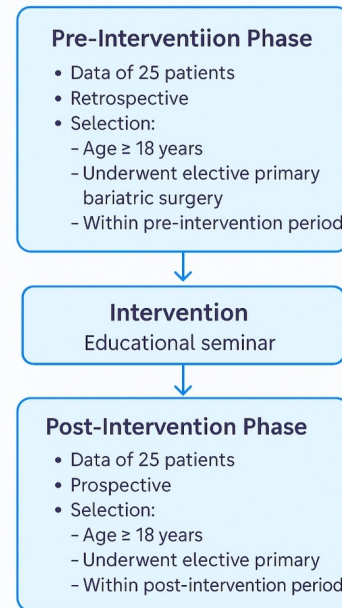 Pre-Interventiion Phase
• Data of 25 patients
• Retrospective
• Selection:
– Age ≥ 18 years
– Underwent elective primary
bariatric surgery
– Within pre-intervention period
Intervention
Educational seminar
Post-Intervention Phase
• Data of 25 patients
• Prospective
• Selection:
– Age ≥ 18 years
– Underwent elective primary
– Within post-intervention period